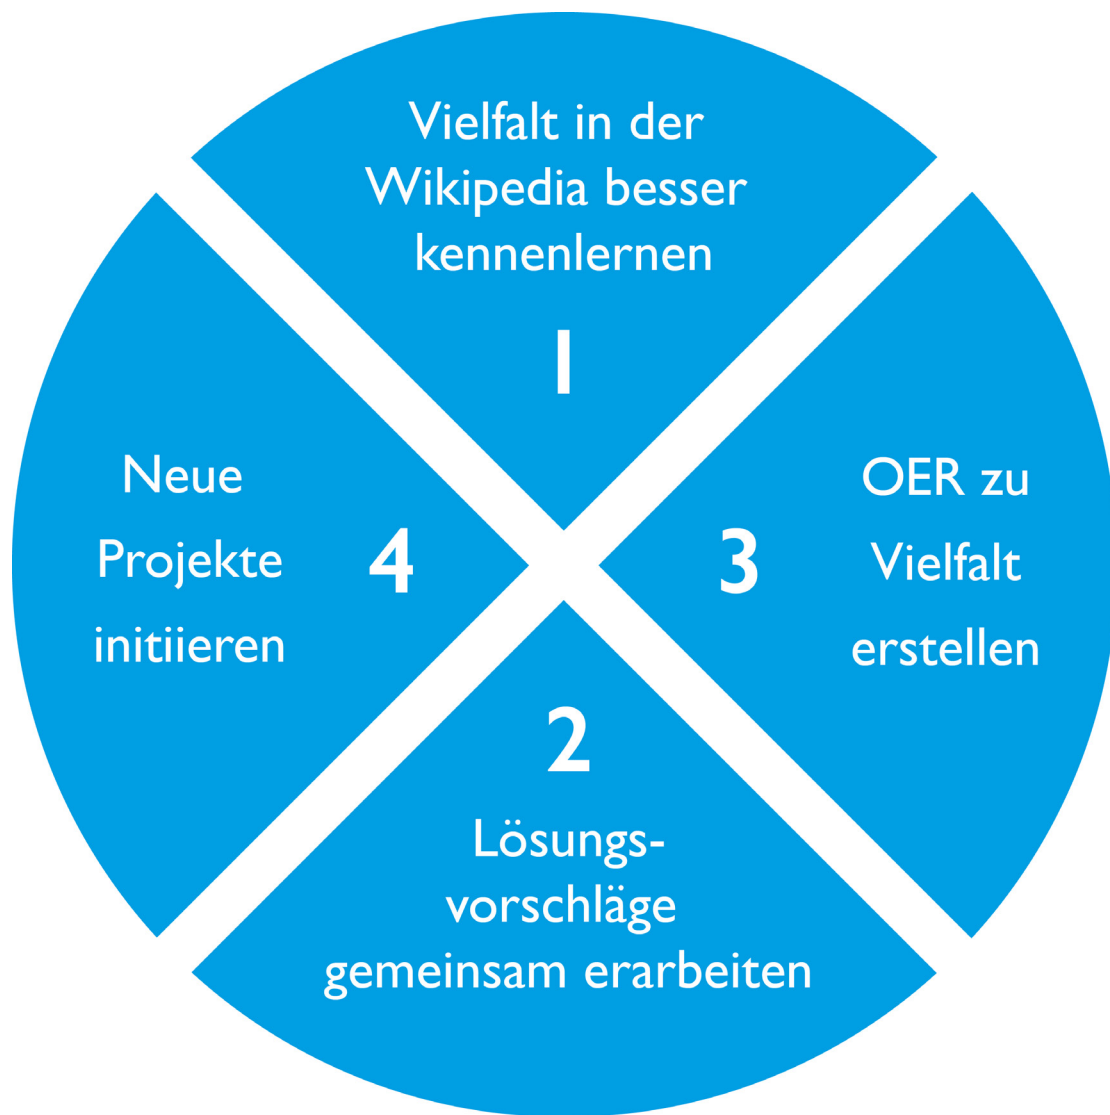 Vielfalt in der
Wikipedia besser
kennenlernen
1
Neue
Projekte
initiieren
4
3
OER zu
Vielfalt
erstellen
2
Lösungs-
vorschläge
gemeinsam erarbeiten